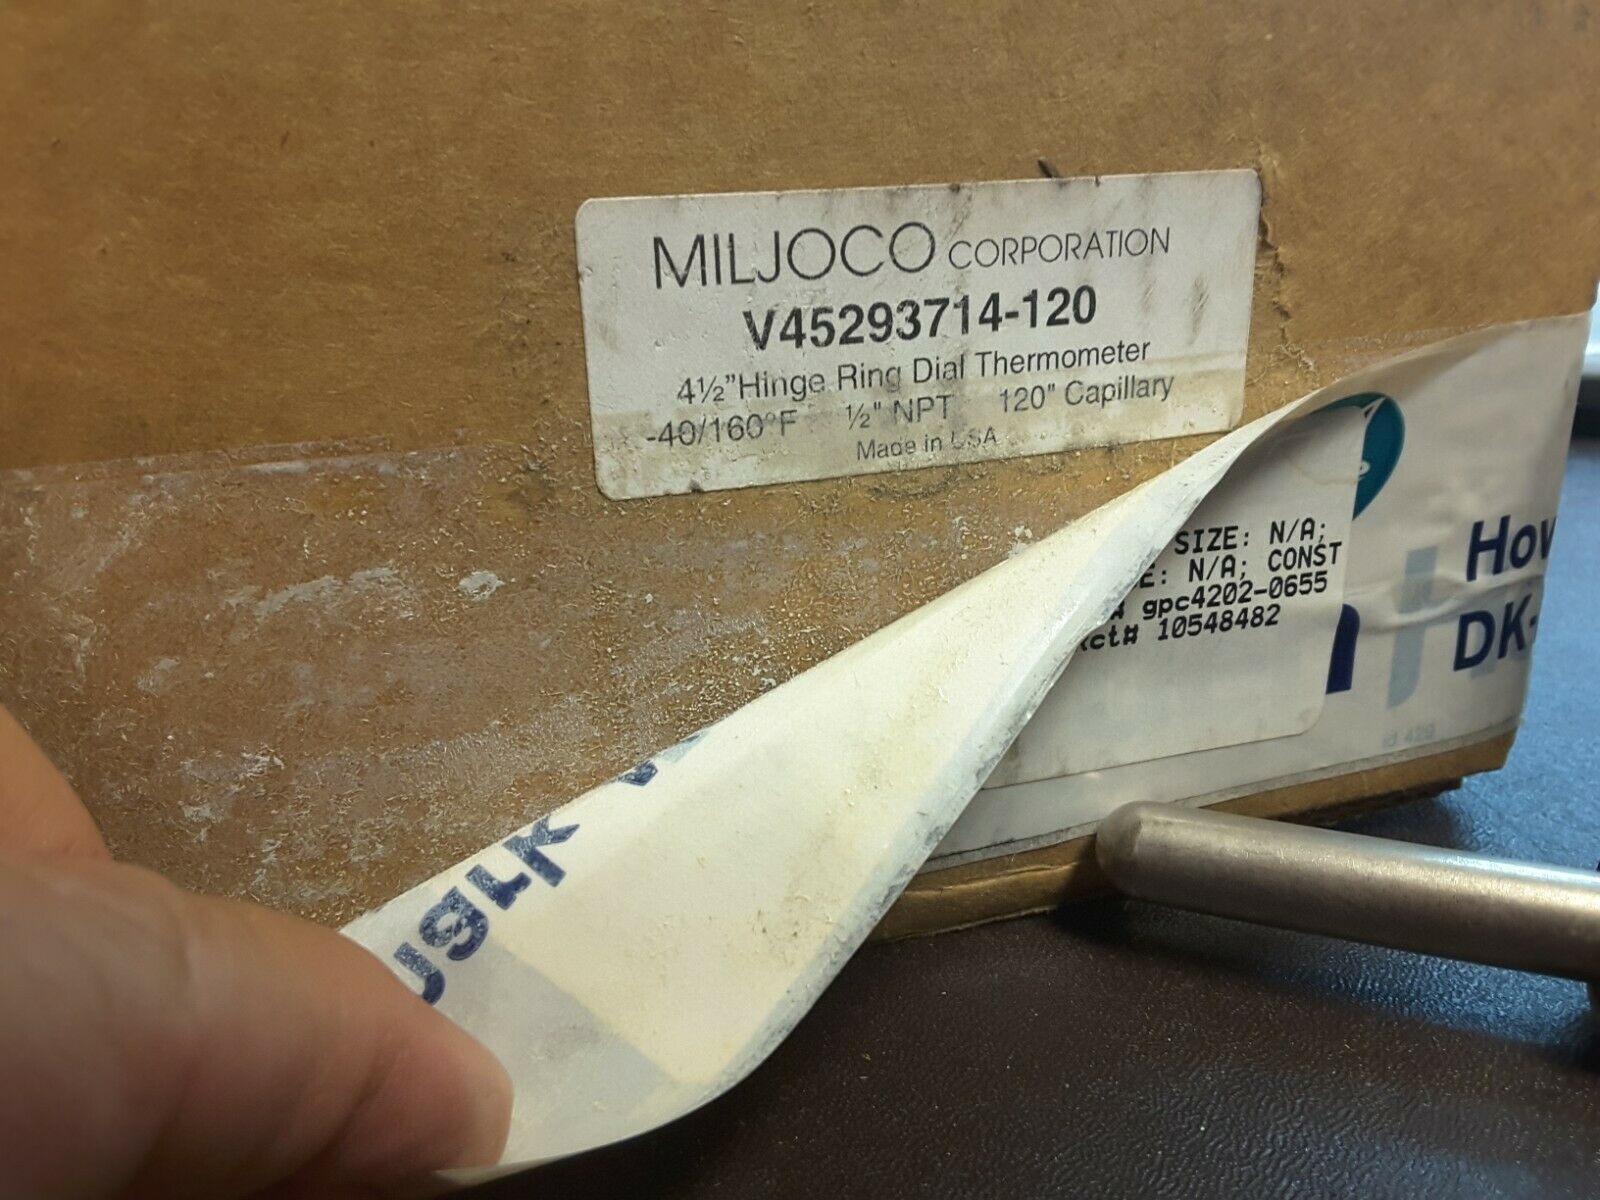 MILJOCO CORPORATION
V45293714-120
4½"Hinge Ring Dial Thermometer
-40/160°F ½" NPT 120" Capillary
Made in USA
SIZE: N/A;
E: N/A; CONST
# gpc4202-0655
ct# 10548482
Hov
DK-